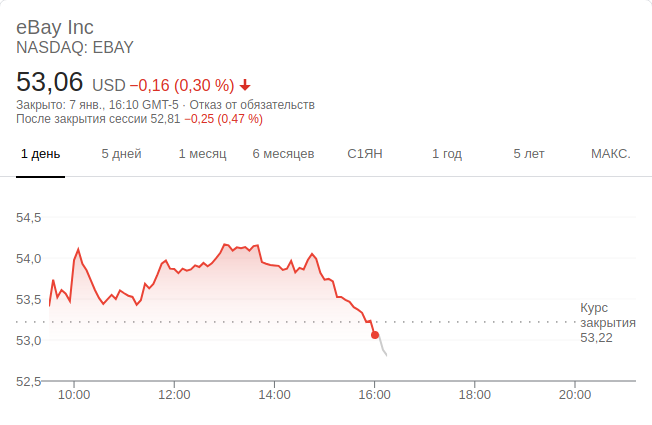 eBay Inc
NASDAQ: EBAY
53,06 USD −0,16 (0,30 %)
Закрыто: 7 янв., 16:10 GMT-5 · Отказ от обязательств
После закрытия сессии 52,81 −0,25 (0,47 %)
1 день 5 дней 1 месяц 6 месяцев С1ЯН 1 год 5 лет МАКС.
54,5
54,0
53,5
53,0
52,5
Курс
закрытия
53,22
10:00 12:00 14:00 16:00 18:00 20:00